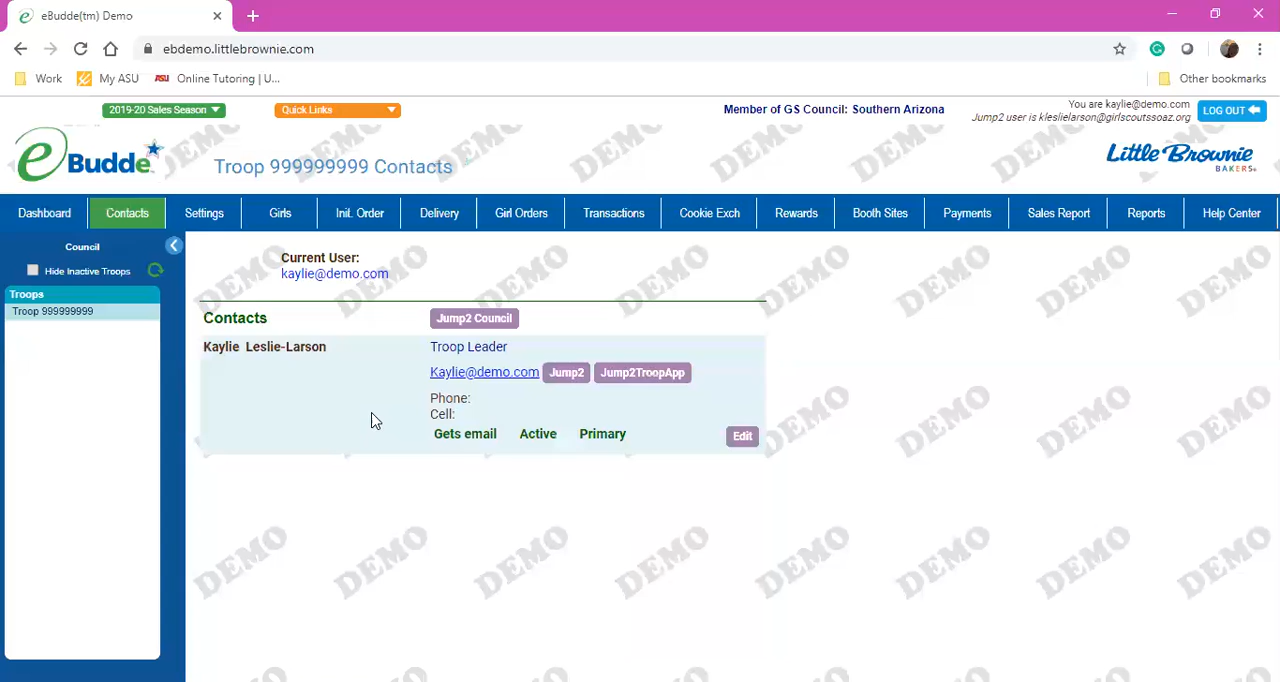 eBudde(tm) Demo
ebdemo.littlebrownie.com
Work
My ASU
ASU
Online Tutoring | U...
Other bookmarks
2019-20 Sales Season
Quick Links
Member of GS Council: Southern Arizona
You are kaylie@demo.com
Jump2 user is kleslielarson@girlscoutssoaz.org
LOG OUT
eBudde
Troop 999999999 Contacts
Little Brownie
BAKERS
Dashboard
Contacts
Settings
Girls
Init. Order
Delivery
Girl Orders
Transactions
Cookie Exch
Rewards
Booth Sites
Payments
Sales Report
Reports
Help Center
Council
Hide Inactive Troops
Troops
Troop 999999999
Current User:
kaylie@demo.com
Contacts
Jump2 Council
Kaylie Leslie-Larson
Troop Leader
Kaylie@demo.com
Jump2
Jump2TroopApp
Phone:
Cell:
Gets email
Active
Primary
Edit
DEMO